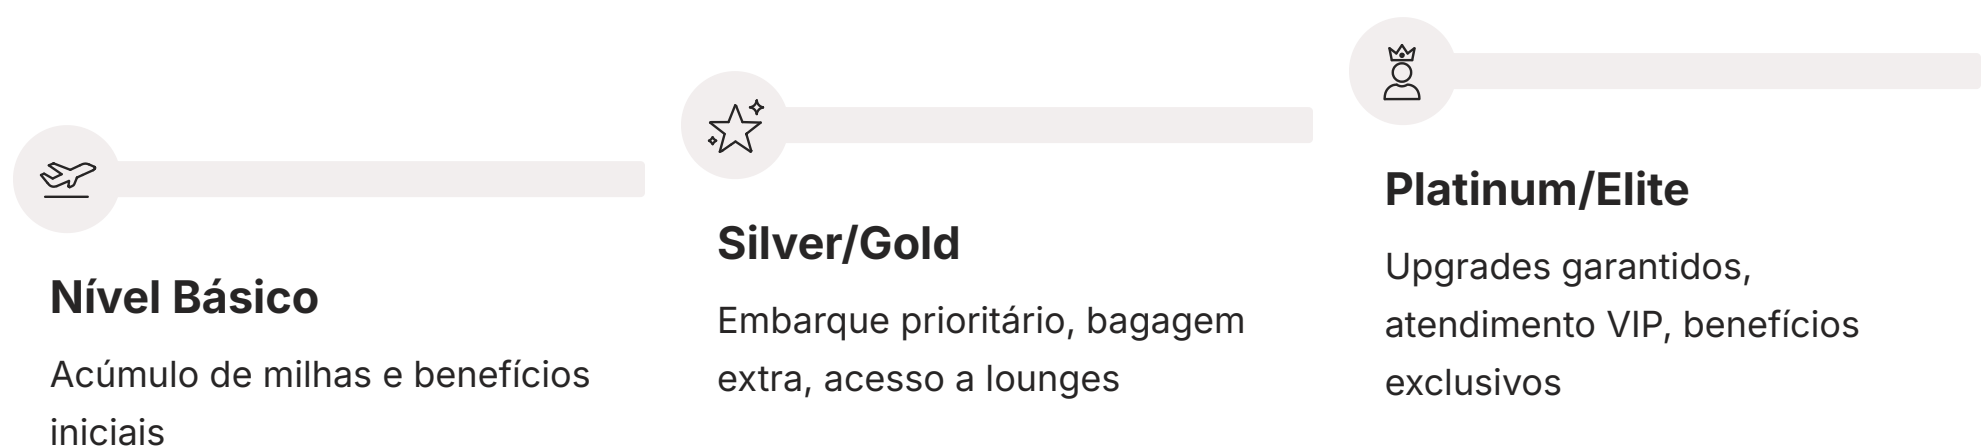 Nível Básico
Acúmulo de milhas e benefícios
iniciais
Silver/Gold
Embarque prioritário, bagagem
extra, acesso a lounges
Platinum/Elite
Upgrades garantidos,
atendimento VIP, benefícios
exclusivos